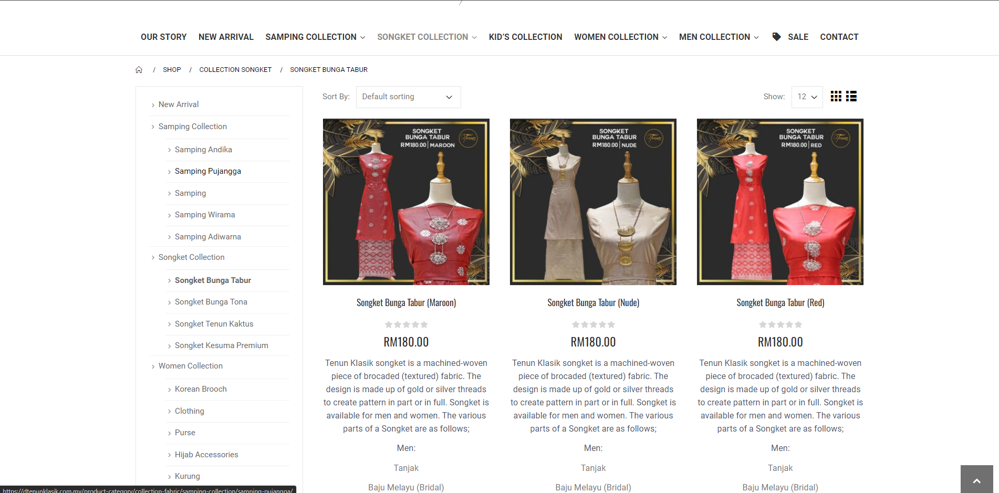 OUR STORY NEW ARRIVAL SAMPING COLLECTION SONGKET COLLECTION KID'S COLLECTION WOMEN COLLECTION MEN COLLECTION SALE CONTACT
/ SHOP / COLLECTION SONGKET / SONGKET BUNGA TABUR
New Arrival
Samping Collection
Samping Andika
Samping Pujangga
Samping
Samping Wirama
Samping Adiwarna
Songket Collection
Songket Bunga Tabur
Songket Bunga Tona
Songket Tenun Kaktus
Songket Kesuma Premium
Women Collection
Korean Brooch
Clothing
Purse
Hijab Accessories
Kurung
Sort By: Default sorting
Show: 12
SONGKET
BUNGA TABUR
RM180.00 | MAROON
Songket Bunga Tabur (Maroon)
RM180.00
Tenun Klasik songket is a machined-woven
piece of brocaded (textured) fabric. The
design is made up of gold or silver threads
to create pattern in part or in full. Songket is
available for men and women. The various
parts of a Songket are as follows;
Men:
Tanjak
Baju Melayu (Bridal)
SONGKET
BUNGA TABUR
RM180.00 | NUDE
Songket Bunga Tabur (Nude)
RM180.00
Tenun Klasik songket is a machined-woven
piece of brocaded (textured) fabric. The
design is made up of gold or silver threads
to create pattern in part or in full. Songket is
available for men and women. The various
parts of a Songket are as follows;
Men:
Tanjak
Baju Melayu (Bridal)
SONGKET
BUNGA TABUR
RM180.00 | RED
Songket Bunga Tabur (Red)
RM180.00
Tenun Klasik songket is a machined-woven
piece of brocaded (textured) fabric. The
design is made up of gold or silver threads
to create pattern in part or in full. Songket is
available for men and women. The various
parts of a Songket are as follows;
Men:
Tanjak
Baju Melayu (Bridal)
https://dtenunklasik.com.my/product-category/collection-fabric/samping-collection/samping-pujangga/